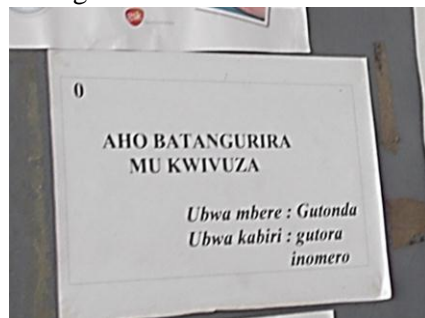 0
AHO BATANGURIRA
MU KWIVUZA
Ubwa mbere : Gutonda
Ubwa kabiri : gutora
inomero